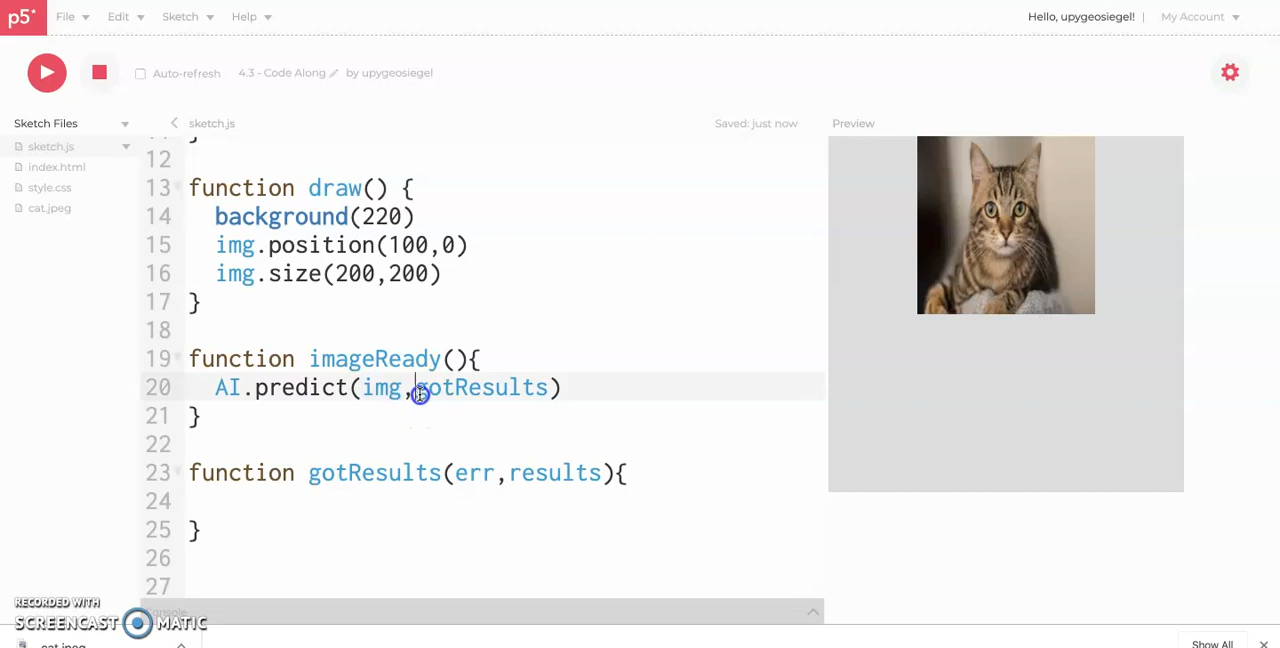 p5* File Edit Sketch Help Hello, upygeosiegel! | My Account
Auto-refresh 4.3 - Code Along by upygeosiegel
Sketch Files sketch.js Saved: just now Preview
sketch.js
index.html
style.css
cat.jpeg
12
13 function draw() {
14 background(220)
15 img.position(100,0)
16 img.size(200,200)
17 }
18
19 function imageReady(){
20 AI.predict(img,gotResults)
21 }
22
23 function gotResults(err,results){
24
25 }
26
27
Console
RECORDED WITH
SCREENCAST MATIC
cat.jpeg Show All